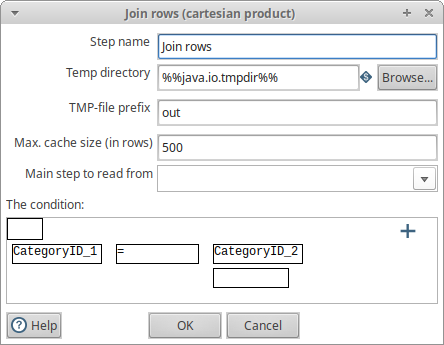 Join rows (cartesian product)
Step name Join rows
Temp directory %%java.io.tmpdir%% Browse...
TMP-file prefix out
Max. cache size (in rows) 500
Main step to read from
The condition:
CategoryID_1 = CategoryID_2
Help OK Cancel